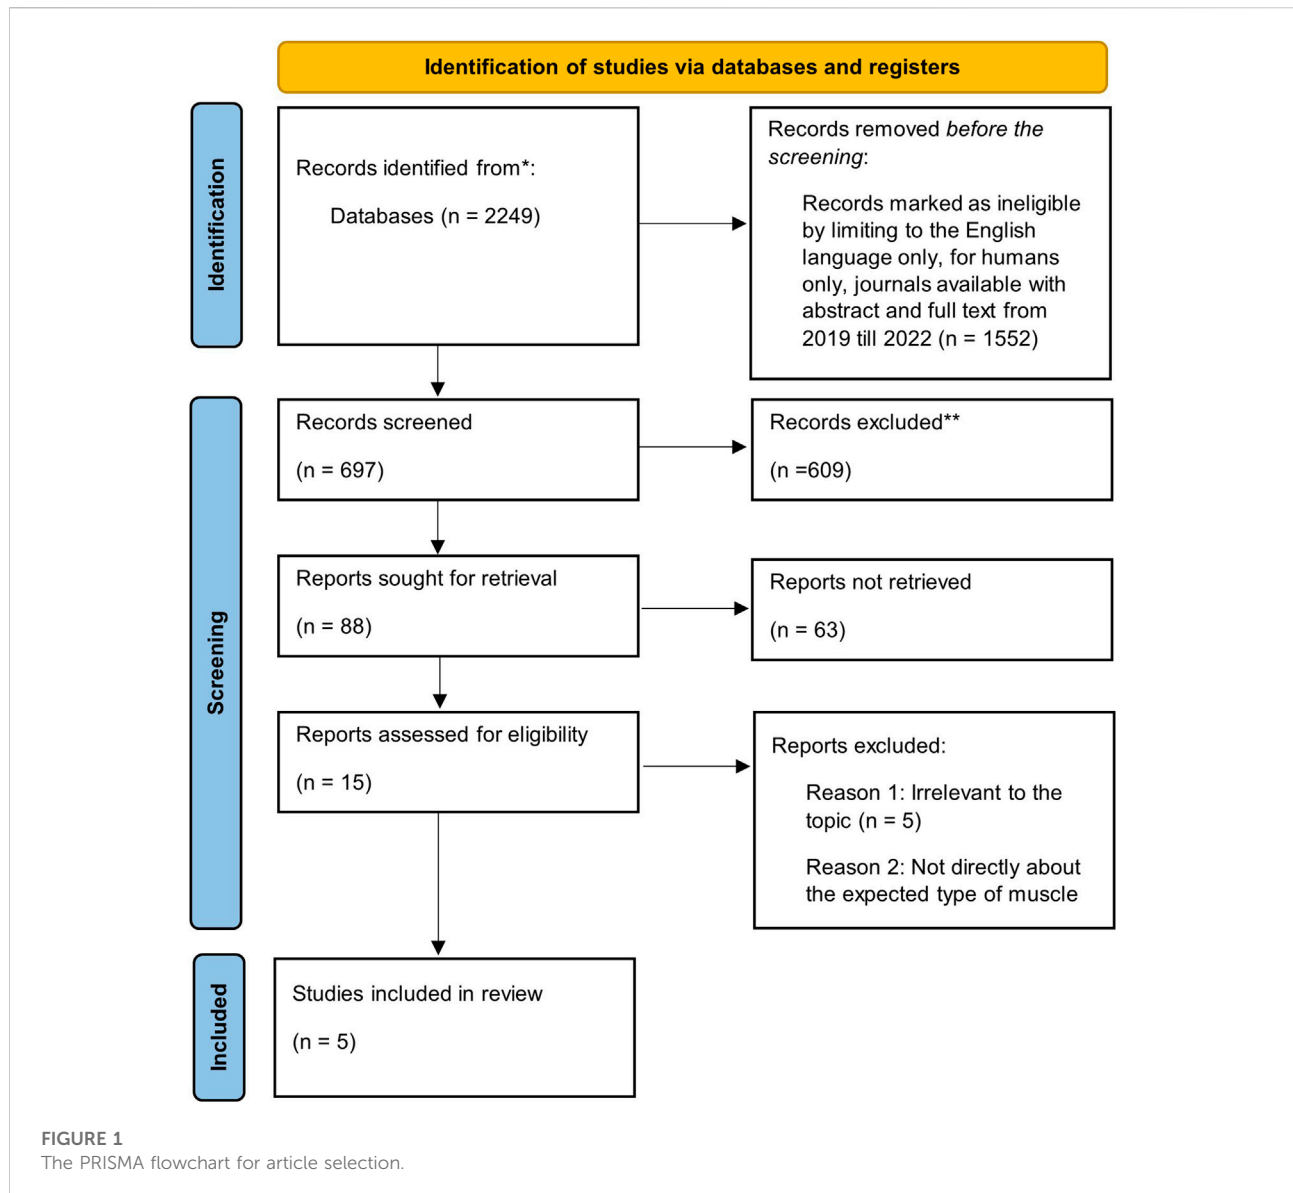 Identification of studies via databases and registers
Identification
Records identified from*:
Databases (n = 2249)
Records removed before the
screening:
Records marked as ineligible
by limiting to the English
language only, for humans
only, journals available with
abstract and full text from
2019 till 2022 (n = 1552)
Screening
Records screened
(n = 697)
Records excluded**
(n =609)
Reports sought for retrieval
(n = 88)
Reports not retrieved
(n = 63)
Reports assessed for eligibility
(n = 15)
Reports excluded:
Reason 1: Irrelevant to the
topic (n = 5)
Reason 2: Not directly about
the expected type of muscle
Included
Studies included in review
(n = 5)
FIGURE 1
The PRISMA flowchart for article selection.